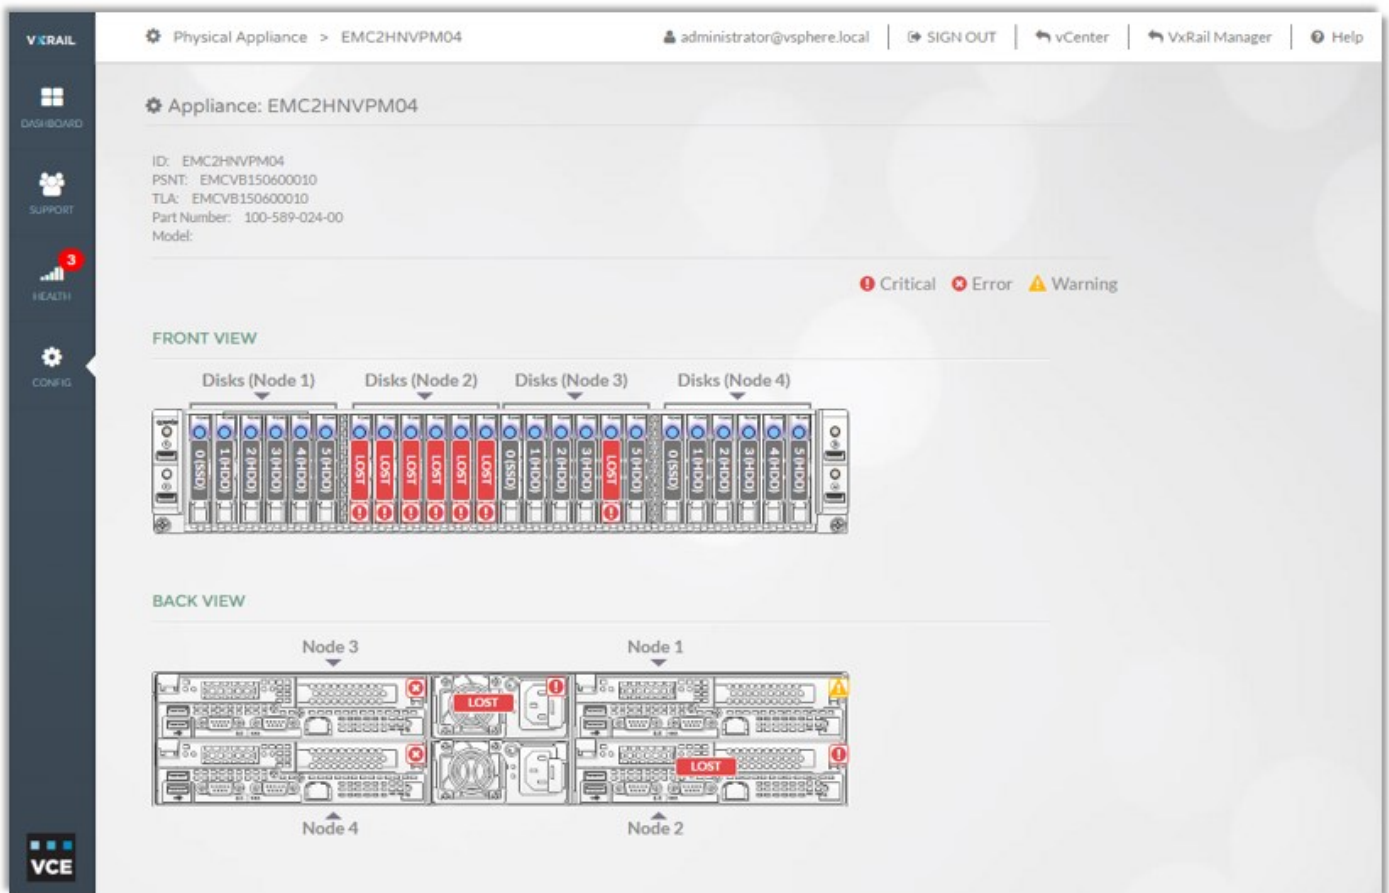 VXRAIL
Physical Appliance > EMC2HNVPM04
administrator@vsphere.local
SIGN OUT
vCenter
VxRail Manager
Help
DASHBOARD
SUPPORT
3
HEALTH
CONFIG
VCE
Appliance: EMC2HNVPM04
ID: EMC2HNVPM04
PSNT: EMCVB150600010
TLA: EMCVB150600010
Part Number: 100-589-024-00
Model:
Critical Error Warning
FRONT VIEW
Disks (Node 1) Disks (Node 2) Disks (Node 3) Disks (Node 4)
0 (SSD)
1 (HDD)
2 (HDD)
3 (HDD)
4 (HDD)
5 (HDD)
LOST
LOST
LOST
LOST
LOST
LOST
0 (SSD)
1 (HDD)
2 (HDD)
3 (HDD)
LOST
5 (HDD)
0 (SSD)
1 (HDD)
2 (HDD)
3 (HDD)
4 (HDD)
5 (HDD)
BACK VIEW
Node 3 Node 1
LOST
LOST
Node 4 Node 2